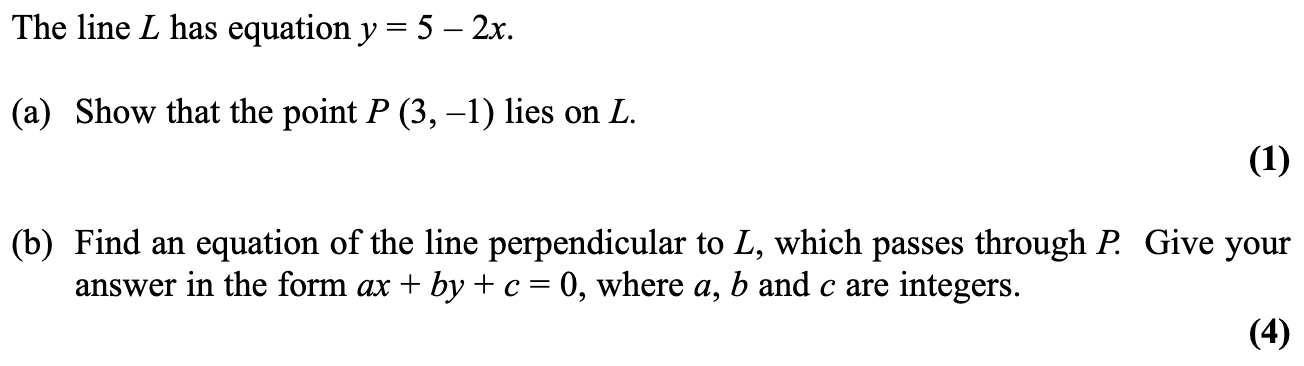 The line L has equation y = 5 – 2x.
(a) Show that the point P (3, –1) lies on L.
(1)
(b) Find an equation of the line perpendicular to L, which passes through P. Give your
answer in the form ax + by + c = 0, where a, b and c are integers.
(4)